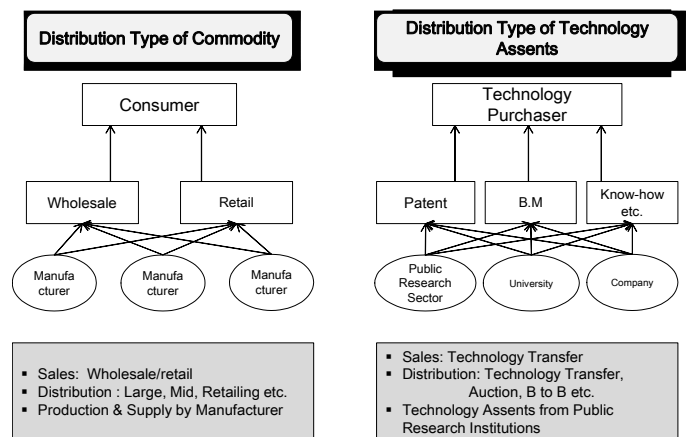 Distribution Type of Commodity
Consumer
Wholesale
Retail
Manufa
cturer
Manufa
cturer
Manufa
cturer
▪ Sales: Wholesale/retail
▪ Distribution : Large, Mid, Retailing etc.
▪ Production & Supply by Manufacturer
Distribution Type of Technology
Assents
Technology
Purchaser
Patent
B.M
Know-how
etc.
Public
Research
Sector
University
Company
▪ Sales: Technology Transfer
▪ Distribution: Technology Transfer,
Auction, B to B etc.
▪ Technology Assents from Public
Research Institutions